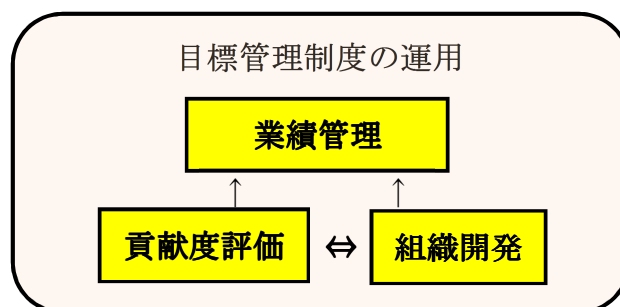 目標管理制度の運用
業績管理
↑ ↑
貢献度評価 ⇔ 組織開発